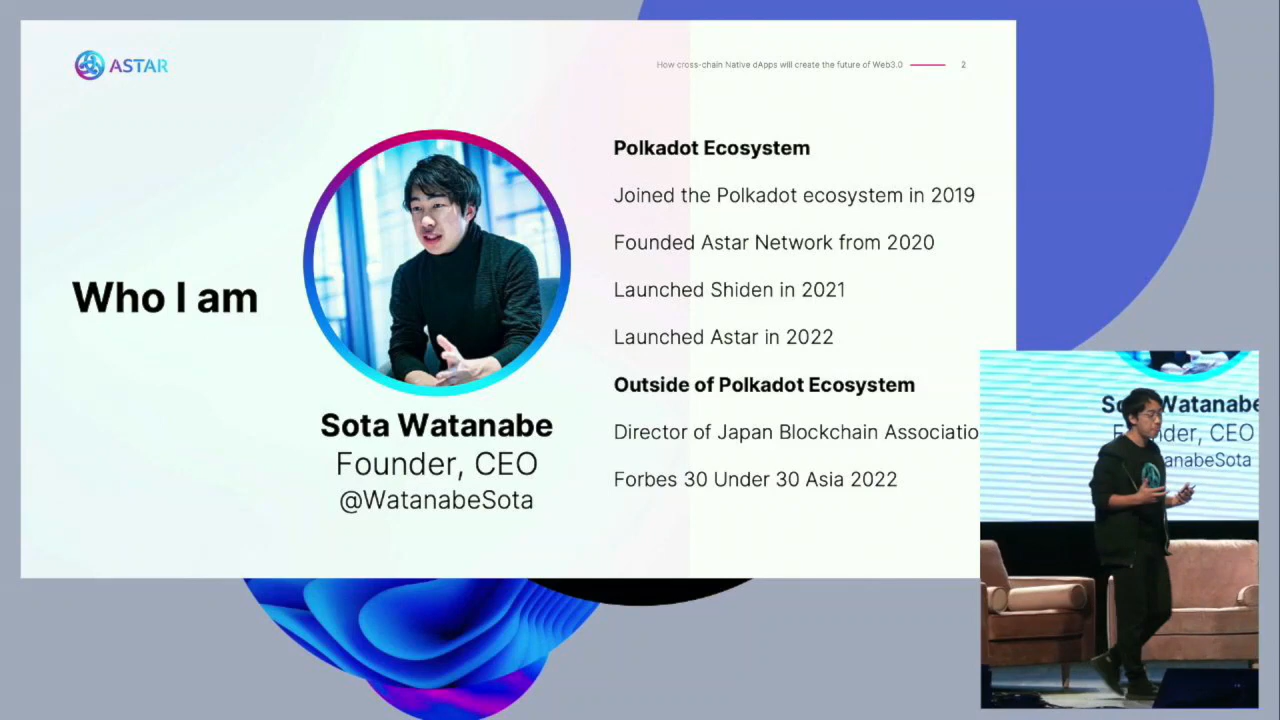 ASTAR
How cross-chain Native dApps will create the future of Web3.0
2
Who I am
Sota Watanabe
Founder, CEO
@WatanabeSota
Polkadot Ecosystem
Joined the Polkadot ecosystem in 2019
Founded Astar Network from 2020
Launched Shiden in 2021
Launched Astar in 2022
Outside of Polkadot Ecosystem
Director of Japan Blockchain Associatio
Forbes 30 Under 30 Asia 2022
So Watanabe
F der, CEO
anabeSota